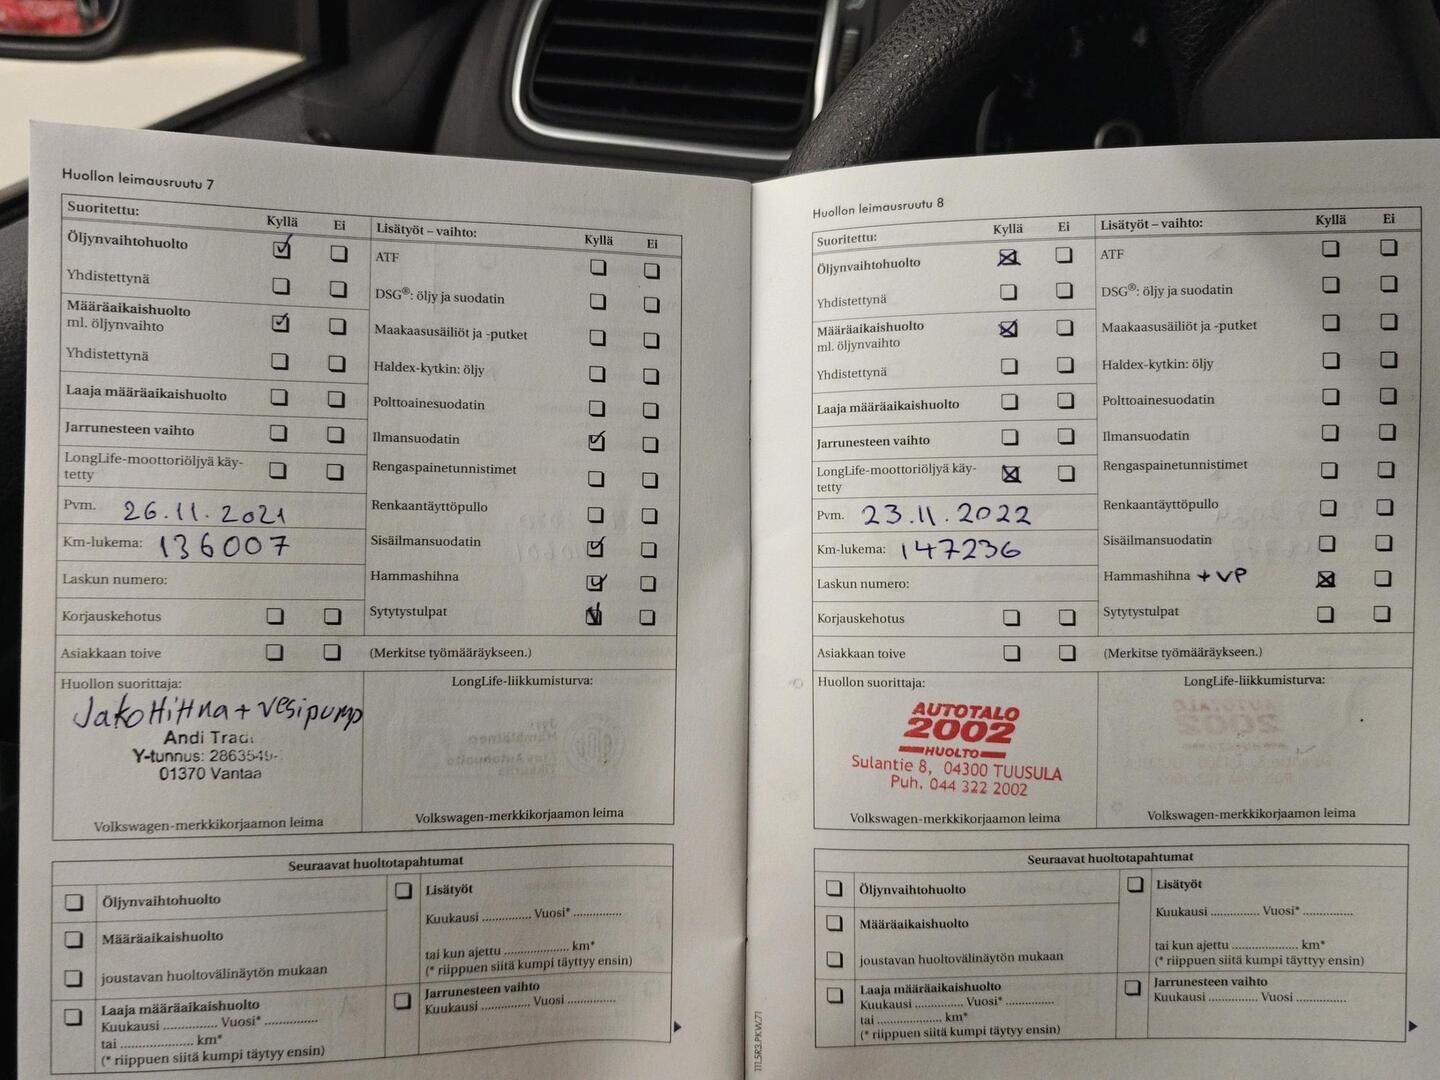 Huollon leimausruutu 7
Suoritettu:
Kyllä Ei
Öljynvaihtohuolto
Yhdistettynä
Määräaikaishuolto
ml. öljynvaihto
Yhdistettynä
Laaja määräaikaishuolto
Jarrunesteen vaihto
LongLife-moottoriöljyä käy-
tetty
Pvm. 26.11.2021
Km-lukema: 136007
Laskun numero:
Korjauskehotus
Asiakkaan toive
Lisätyöt – vaihto:
Kyllä Ei
ATF
DSG®: öljy ja suodatin
Maakaasusäiliöt ja -putket
Haldex-kytkin: öljy
Polttoainesuodatin
Ilmansuodatin
Rengaspainetunnistimet
Renkaantäyttöpullo
Sisäilmansuodatin
Hammashihna
Sytytystulpat
(Merkitse työmääräykseen.)
Huollon suorittaja:
JakoHiHna + vesipump
Andi
Y-tunnus:
01370 Vantaa
Volkswagen-merkkikorjaamon leima
LongLife-liikkumisturva:
Volkswagen-merkkikorjaamon leima
Seuraavat huoltotapahtumat
Öljynvaihtohuolto
Määräaikaishuolto
joustavan huoltovälinäytön mukaan
Laaja määräaikaishuolto
Kuukausi ............... Vuosi* ...............
tai .................... km*
(* riippuen siitä kumpi täytyy ensin)
Lisätyöt
Kuukausi ............... Vuosi* ...............
tai kun ajettu .................... km*
(* riippuen siitä kumpi täyttyy ensin)
Jarrunesteen vaihto
Kuukausi ............... Vuosi ...............
Huollon leimausruutu 8
Suoritettu:
Kyllä Ei
Öljynvaihtohuolto
Yhdistettynä
Määräaikaishuolto
ml. öljynvaihto
Yhdistettynä
Laaja määräaikaishuolto
Jarrunesteen vaihto
LongLife-moottoriöljyä käy-
tetty
Pvm. 23.11.2022
Km-lukema: 147236
Laskun numero:
Korjauskehotus
Asiakkaan toive
Lisätyöt – vaihto:
Kyllä Ei
ATF
DSG®: öljy ja suodatin
Maakaasusäiliöt ja -putket
Haldex-kytkin: öljy
Polttoainesuodatin
Ilmansuodatin
Rengaspainetunnistimet
Renkaantäyttöpullo
Sisäilmansuodatin
Hammashihna + VP
Sytytystulpat
(Merkitse työmääräykseen.)
Huollon suorittaja:
AUTOTALO
2002
HUOLTO
Sulantie 8, 04300 TUUSULA
Puh. 044 322 2002
Volkswagen-merkkikorjaamon leima
LongLife-liikkumisturva:
Volkswagen-merkkikorjaamon leima
Seuraavat huoltotapahtumat
Öljynvaihtohuolto
Määräaikaishuolto
joustavan huoltovälinäytön mukaan
Laaja määräaikaishuolto
Kuukausi ............... Vuosi* ...............
tai .................... km*
(* riippuen siitä kumpi täyttyy ensin)
Lisätyöt
Kuukausi ............... Vuosi* ...............
tai kun ajettu .................... km*
(* riippuen siitä kumpi täyttyy ensin)
Jarrunesteen vaihto
Kuukausi ............... Vuosi ...............
111.5R3.PKW.71
3
4